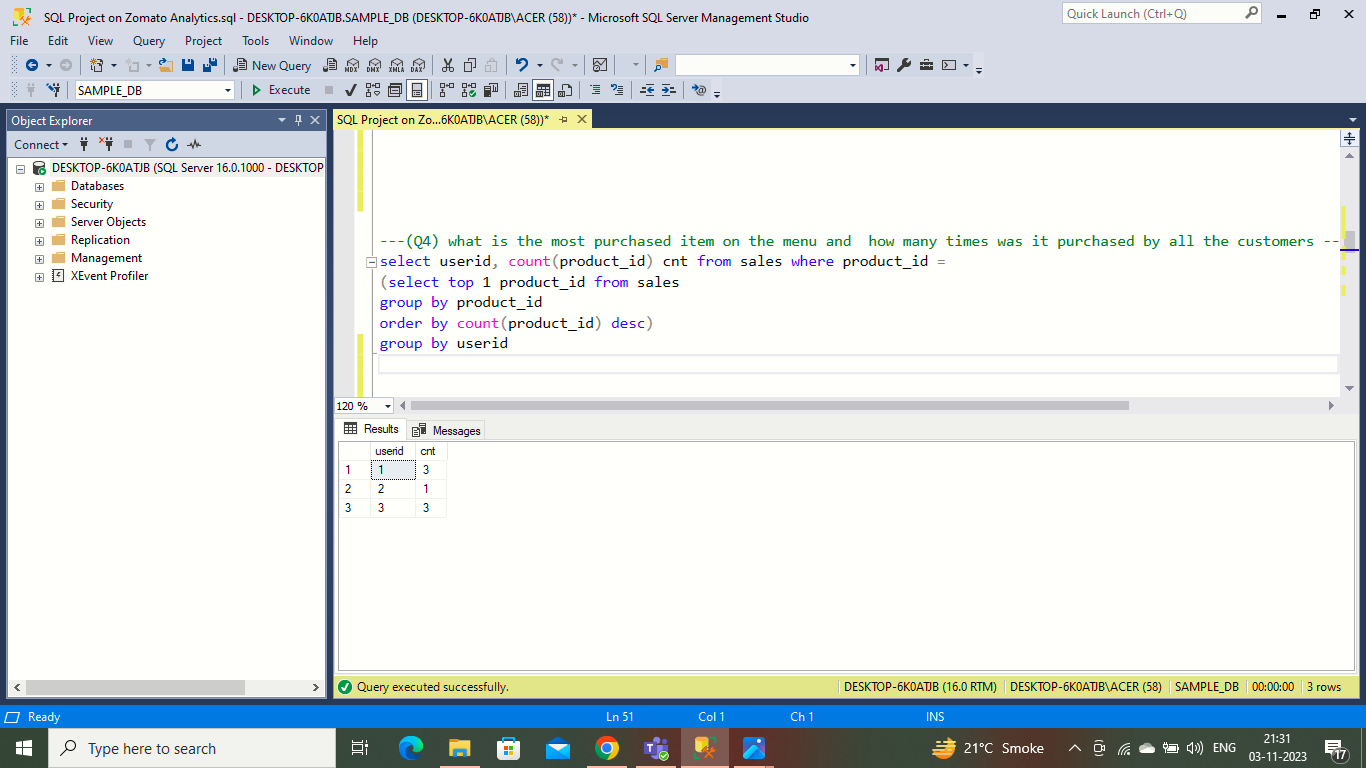 SQL Project on Zomato Analytics.sql - DESKTOP-6K0ATJB.SAMPLE_DB (DESKTOP-6K0ATJB\ACER (58))* - Microsoft SQL Server Management Studio
Quick Launch (Ctrl+Q)
File Edit View Query Project Tools Window Help
New Query MDX DMX XMLA DAX
SAMPLE_DB Execute
Object Explorer
Connect
DESKTOP-6K0ATJB (SQL Server 16.0.1000 - DESKTOP
Databases
Security
Server Objects
Replication
Management
XEvent Profiler
SQL Project on Zo...6K0ATJB\ACER (58))*
---(Q4) what is the most purchased item on the menu and  how many times was it purchased by all the customers --
select userid, count(product_id) cnt from sales where product_id =
(select top 1 product_id from sales
group by product_id
order by count(product_id) desc)
group by userid
120 %
Results Messages
userid cnt
1 1 3
2 2 1
3 3 3
Query executed successfully. DESKTOP-6K0ATJB (16.0 RTM) DESKTOP-6K0ATJB\ACER (58) SAMPLE_DB 00:00:00 3 rows
Ready Ln 51 Col 1 Ch 1 INS
Type here to search
21°C Smoke
ENG
21:31
03-11-2023
17